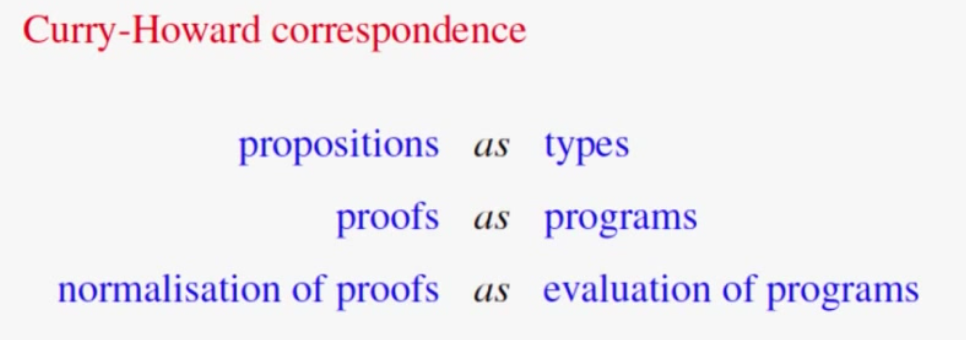 Curry-Howard correspondence
propositions as types
proofs as programs
normalisation of proofs as evaluation of programs